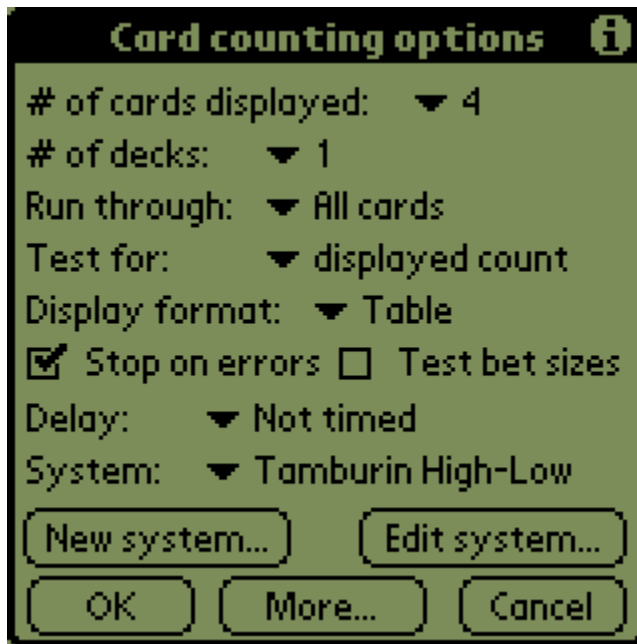 Card counting options
# of cards displayed: 4
# of decks: 1
Run through: All cards
Test for: displayed count
Display format: Table
Stop on errors Test bet sizes
Delay: Not timed
System: Tamburin High-Low
New system... Edit system...
OK More... Cancel